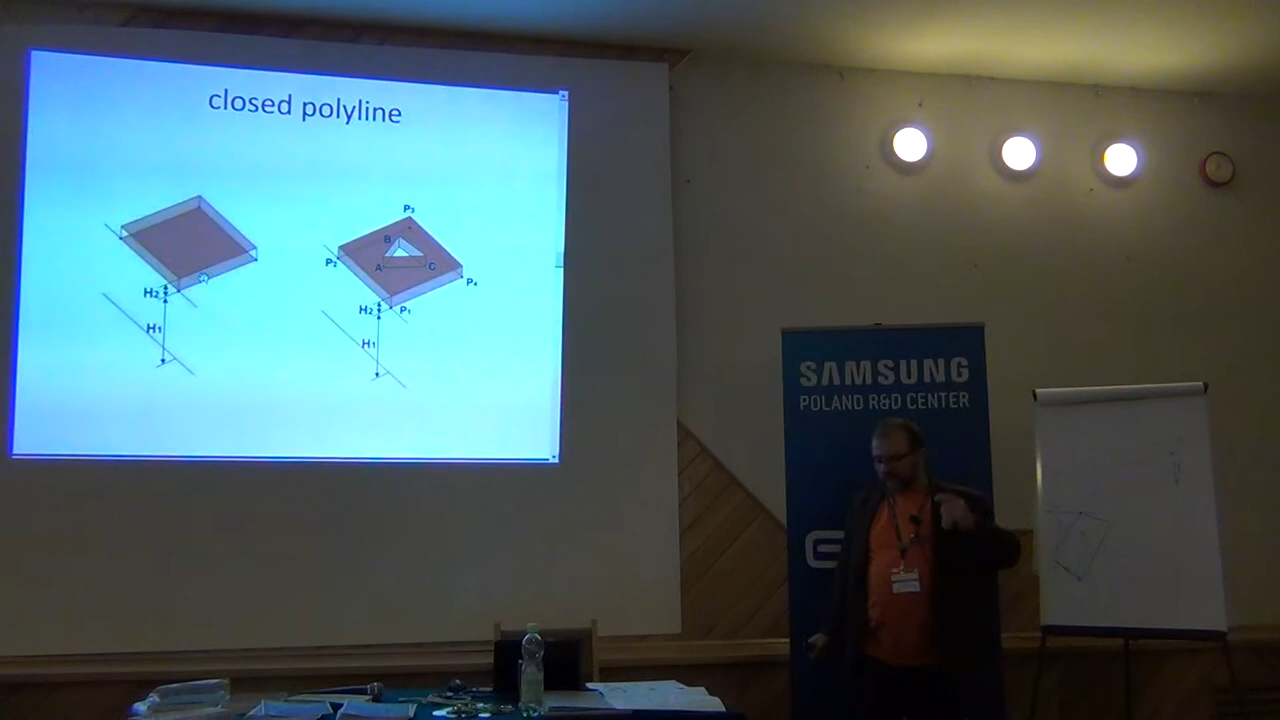 closed polyline
H2
H1
P3
B
P2
A
C
P4
H2
P1
H1
SAMSUNG
POLAND R&D CENTER